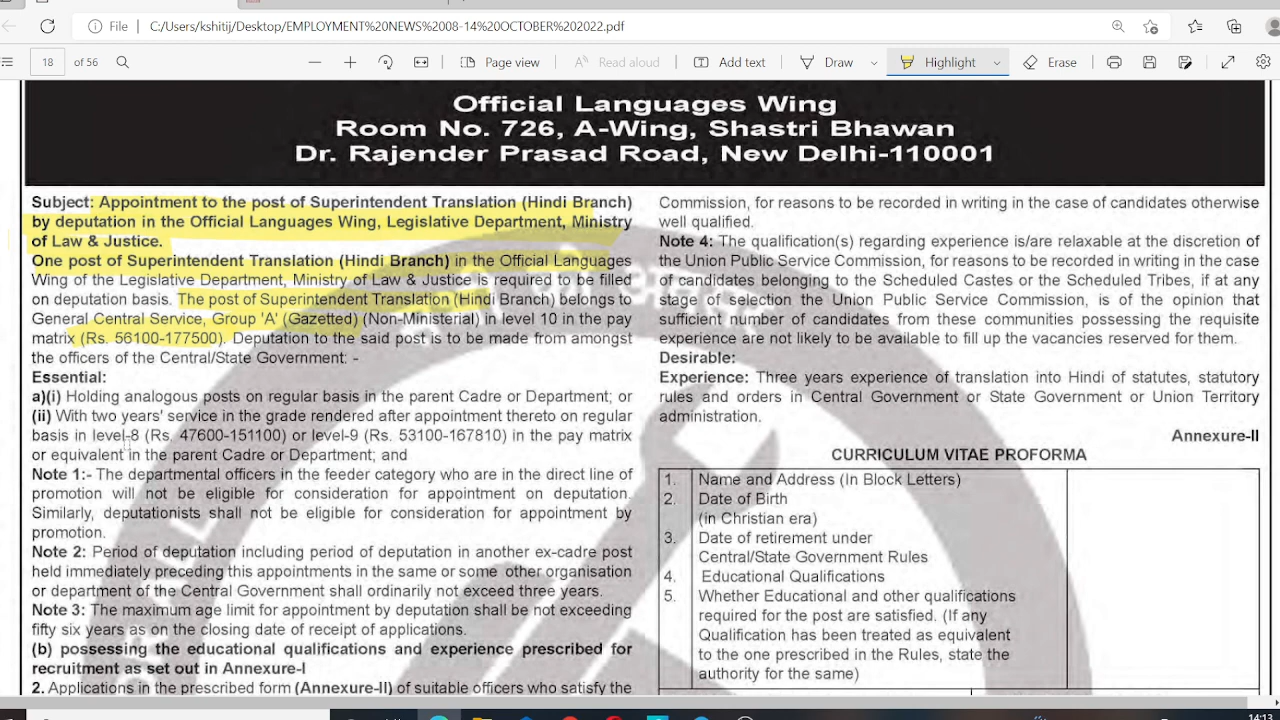 File
C:/Users/kshitij/Desktop/EMPLOYMENT%20NEWS%2008-14%20OCTOBER%202022.pdf
18 of 56
Page view
Read aloud
Add text
Draw
Highlight
Erase
Official Languages Wing
Room No. 726, A-Wing, Shastri Bhawan
Dr. Rajender Prasad Road, New Delhi-110001
Subject: Appointment to the post of Superintendent Translation (Hindi Branch)
by deputation in the Official Languages Wing, Legislative Department, Ministry
of Law & Justice.
One post of Superintendent Translation (Hindi Branch) in the Official Languages
Wing of the Legislative Department, Ministry of Law & Justice is required to be filled
on deputation basis. The post of Superintendent Translation (Hindi Branch) belongs to
General Central Service, Group 'A' (Gazetted) (Non-Ministerial) in level 10 in the pay
matrix (Rs. 56100-177500). Deputation to the said post is to be made from amongst
the officers of the Central/State Government: -
Essential:
a)(i) Holding analogous posts on regular basis in the parent Cadre or Department; or
(ii) With two years' service in the grade rendered after appointment thereto on regular
basis in level-8 (Rs. 47600-151100) or level-9 (Rs. 53100-167810) in the pay matrix
or equivalent in the parent Cadre or Department; and
Note 1:- The departmental officers in the feeder category who are in the direct line of
promotion will not be eligible for consideration for appointment on deputation.
Similarly, deputationists shall not be eligible for consideration for appointment by
promotion.
Note 2: Period of deputation including period of deputation in another ex-cadre post
held immediately preceding this appointments in the same or some other organisation
or department of the Central Government shall ordinarily not exceed three years.
Note 3: The maximum age limit for appointment by deputation shall be not exceeding
fifty six years as on the closing date of receipt of applications.
(b) possessing the educational qualifications and experience prescribed for
recruitment as set out in Annexure-I
2. Applications in the prescribed form (Annexure-II) of suitable officers who satisfy the
Commission, for reasons to be recorded in writing in the case of candidates otherwise
well qualified.
Note 4: The qualification(s) regarding experience is/are relaxable at the discretion of
the Union Public Service Commission, for reasons to be recorded in writing in the case
of candidates belonging to the Scheduled Castes or the Scheduled Tribes, if at any
stage of selection the Union Public Service Commission, is of the opinion that
sufficient number of candidates from these communities possessing the requisite
experience are not likely to be available to fill up the vacancies reserved for them.
Desirable:
Experience: Three years experience of translation into Hindi of statutes, statutory
rules and orders in Central Government or State Government or Union Territory
administration.
Annexure-II
CURRICULUM VITAE PROFORMA
1. Name and Address (In Block Letters)
2. Date of Birth
(in Christian era)
3. Date of retirement under
Central/State Government Rules
4. Educational Qualifications
5. Whether Educational and other qualifications
required for the post are satisfied. (If any
Qualification has been treated as equivalent
to the one prescribed in the Rules, state the
authority for the same)
14:13